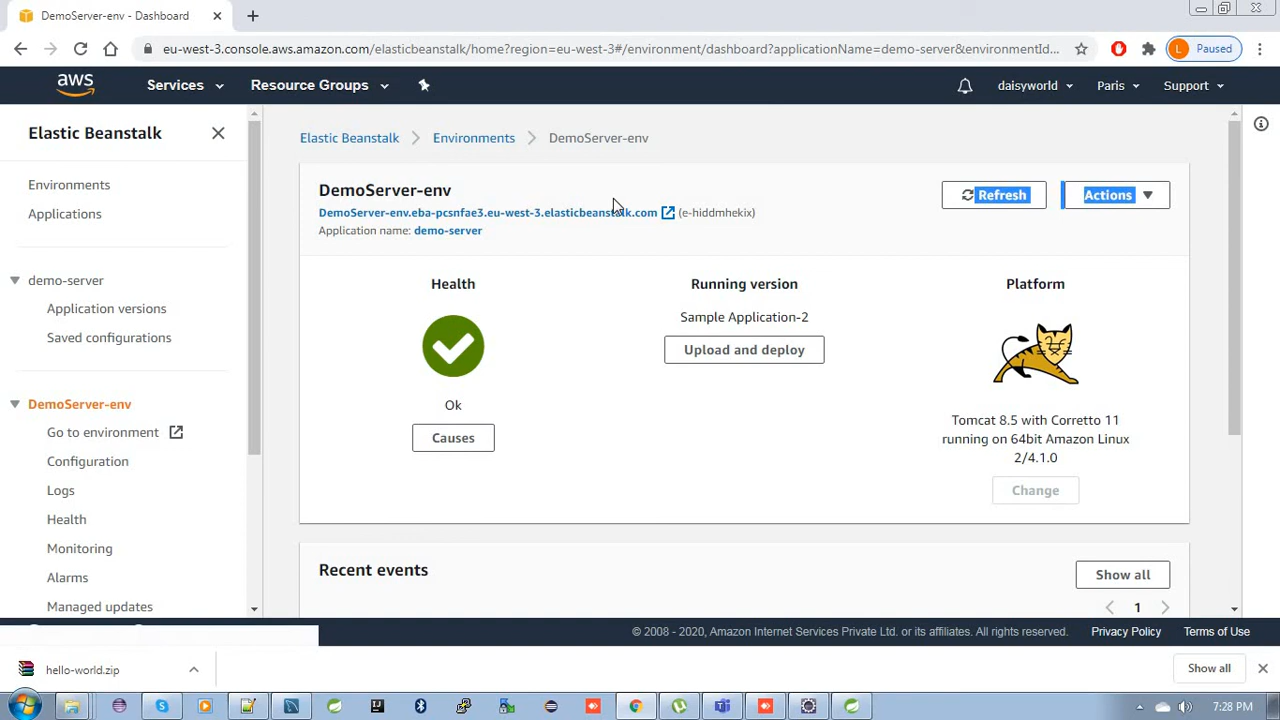 DemoServer-env - Dashboard
eu-west-3.console.aws.amazon.com/elasticbeanstalk/home?region=eu-west-3#/environment/dashboard?applicationName=demo-server&environmentId...
L Paused
aws Services Resource Groups daisyworld Paris Support
Elastic Beanstalk
Environments
Applications
demo-server
Application versions
Saved configurations
DemoServer-env
Go to environment
Configuration
Logs
Health
Monitoring
Alarms
Managed updates
Elastic Beanstalk Environments DemoServer-env
DemoServer-env
DemoServer-env.eba-pcsnfae3.eu-west-3.elasticbeanstalk.com (e-hiddmhekix)
Application name: demo-server
Refresh Actions
Health
Ok
Causes
Running version
Sample Application-2
Upload and deploy
Platform
Tomcat 8.5 with Corretto 11
running on 64bit Amazon Linux
2/4.1.0
Change
Recent events
Show all
1
© 2008 - 2020, Amazon Internet Services Private Ltd. or its affiliates. All rights reserved. Privacy Policy Terms of Use
hello-world.zip Show all
7:28 PM